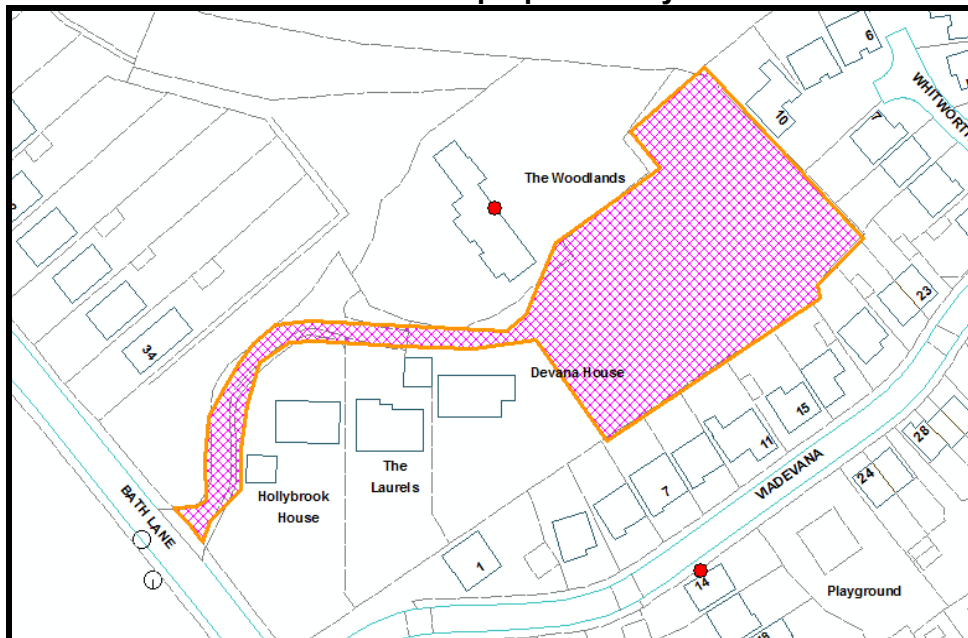 6
WHITWORTH
10
7
The Woodlands
23
34
Devana House
15
11
28
The
Laurels
VIADEVANA
24
7
Hollybrook
House
BATH LANE
1
14
Playground